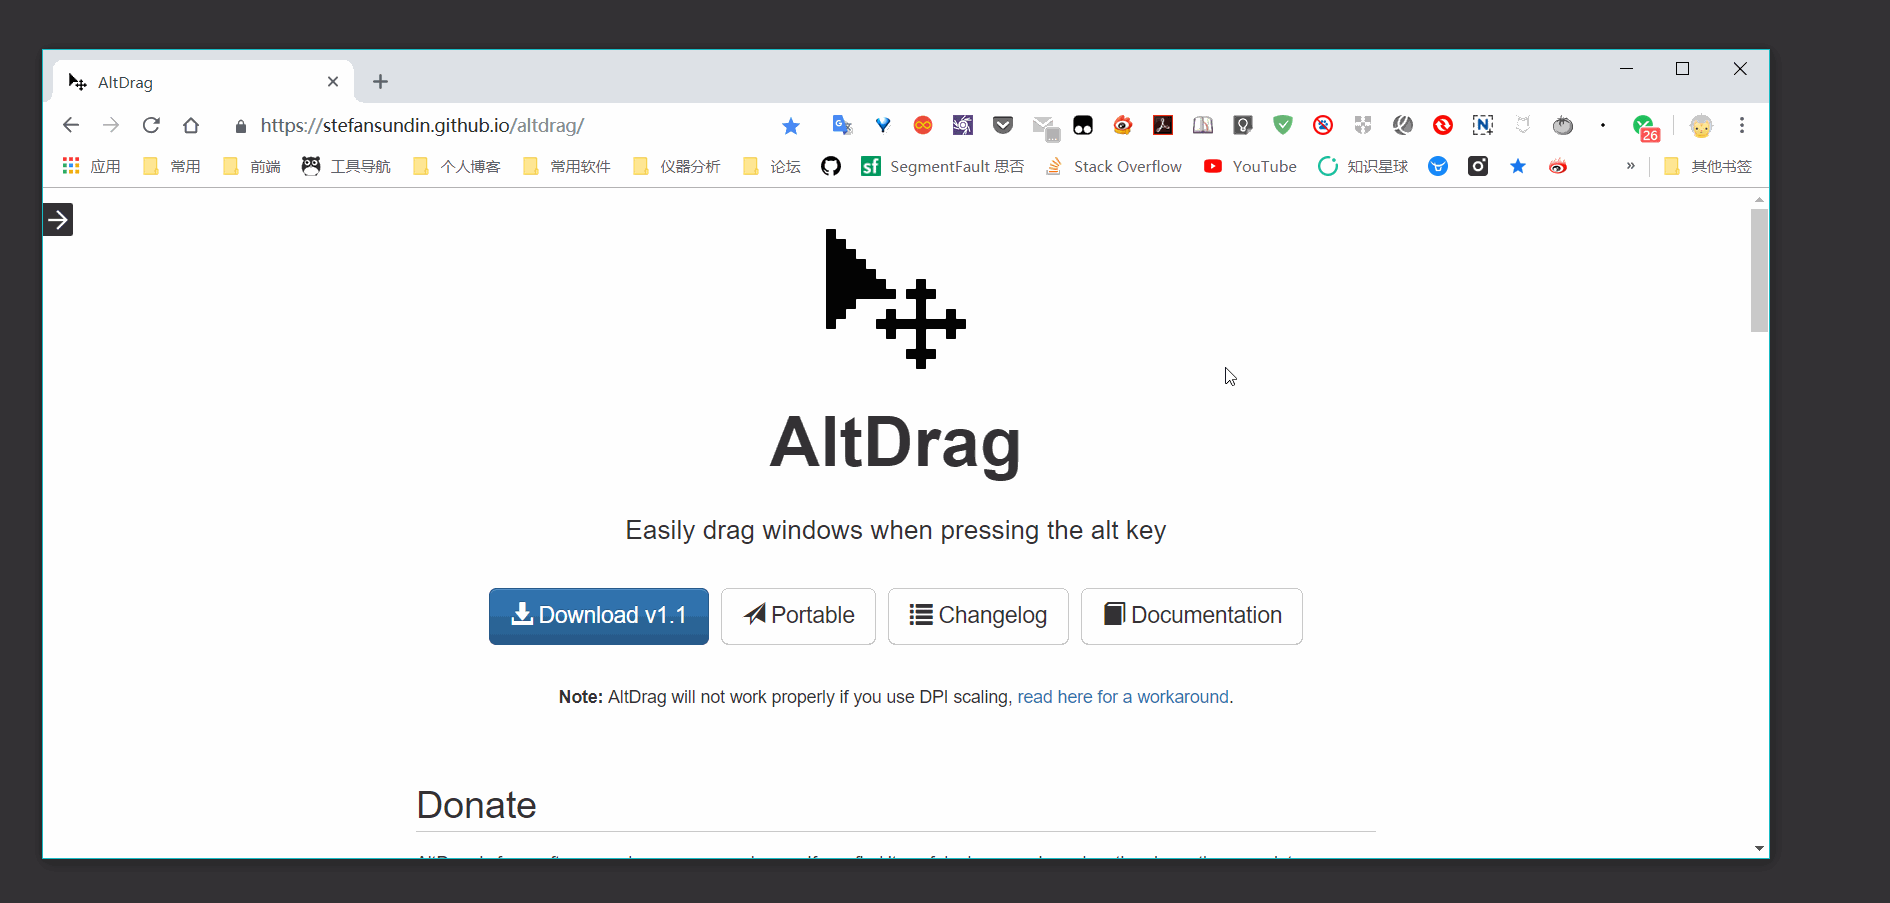 AltDrag
https://stefansundin.github.io/altdrag/
26
应用 常用 前端 工具导航 个人博客 常用软件 仪器分析 论坛 SegmentFault 思否 Stack Overflow YouTube 知识星球 » 其他书签
AltDrag
Easily drag windows when pressing the alt key
Download v1.1 Portable Changelog Documentation
Note: AltDrag will not work properly if you use DPI scaling, read here for a workaround.
Donate